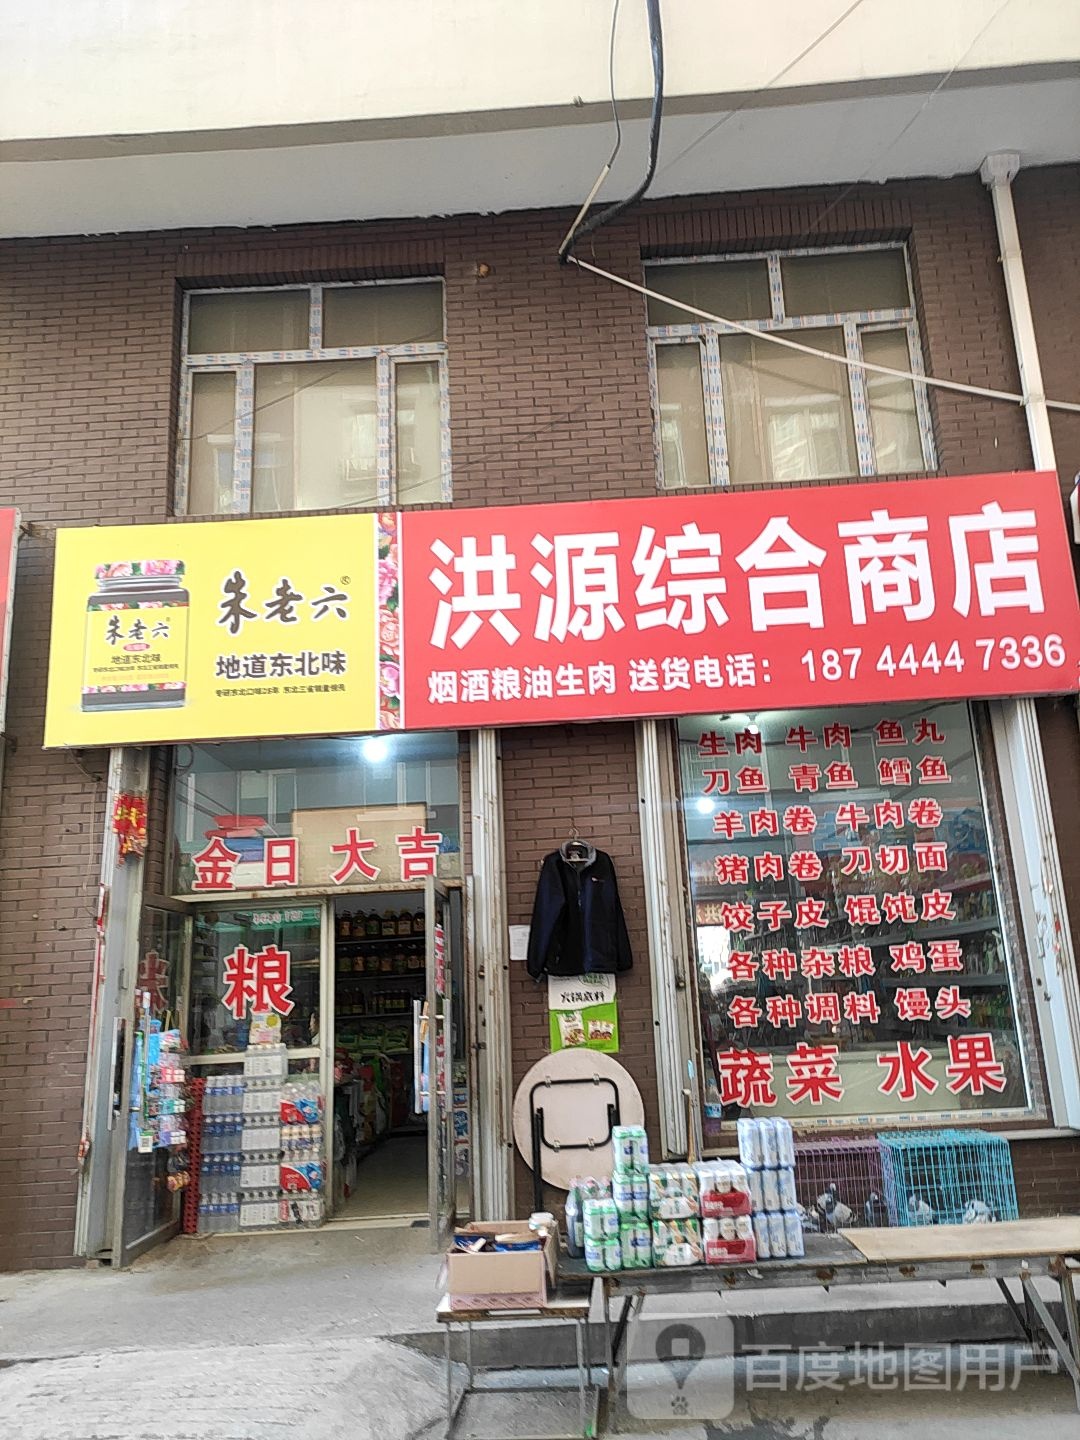 洪源综合商店
烟酒粮油生肉 送货电话：187 4444 7336
朱老六®
地道东北味
朱老六
地道东北味
生肉 牛肉 鱼丸
刀鱼 青鱼 鳕鱼
羊肉卷 牛肉卷
猪肉卷 刀切面
饺子皮 馄饨皮
各种杂粮 鸡蛋
各种调料 馒头
蔬菜 水果
金日大吉
粮
火锅底料
百度地图用户